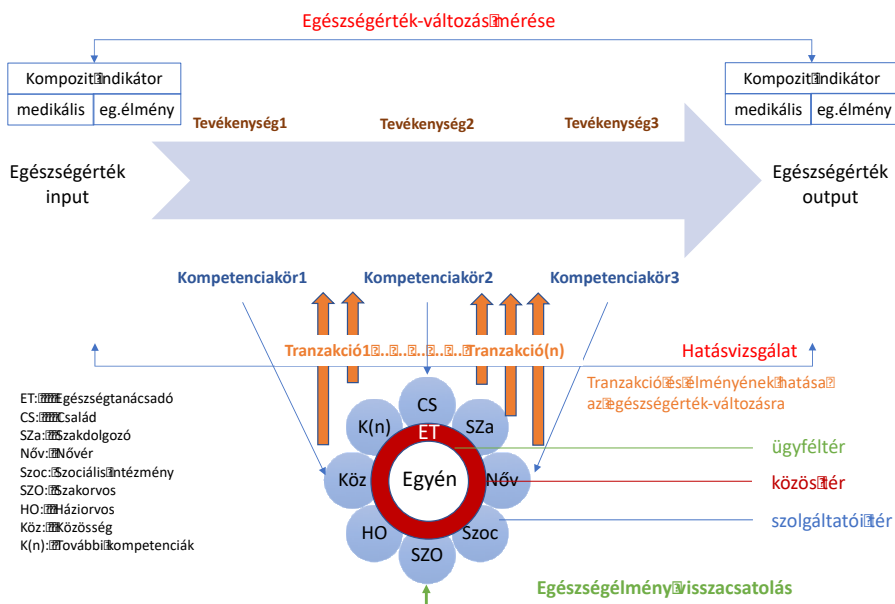 Egészségérték-változás mérése
Kompozit indikátor
medikális eg.élmény
Kompozit indikátor
medikális eg.élmény
Tevékenység1 Tevékenység2 Tevékenység3
Egészségérték
input
Egészségérték
output
Kompetenciakör1 Kompetenciakör2 Kompetenciakör3
Tranzakció1 .. .. .. .. .. .. Tranzakció(n)
Hatásvizsgálat
Tranzakció és élményének hatása
az egészségérték-változásra
ET: Egészségtanácsadó
CS: Család
SZa: Szakdolgozó
Nőv: Nővér
Szoc: Szociális Intézmény
SZO: Szakorvos
HO: Háziorvos
Köz: Közösség
K(n): További kompetenciák
CS
K(n)
SZa
ET
Köz
Egyén
Nőv
HO
Szoc
SZO
ügyféltér
közös tér
szolgáltatói tér
Egészségélmény visszacsatolás